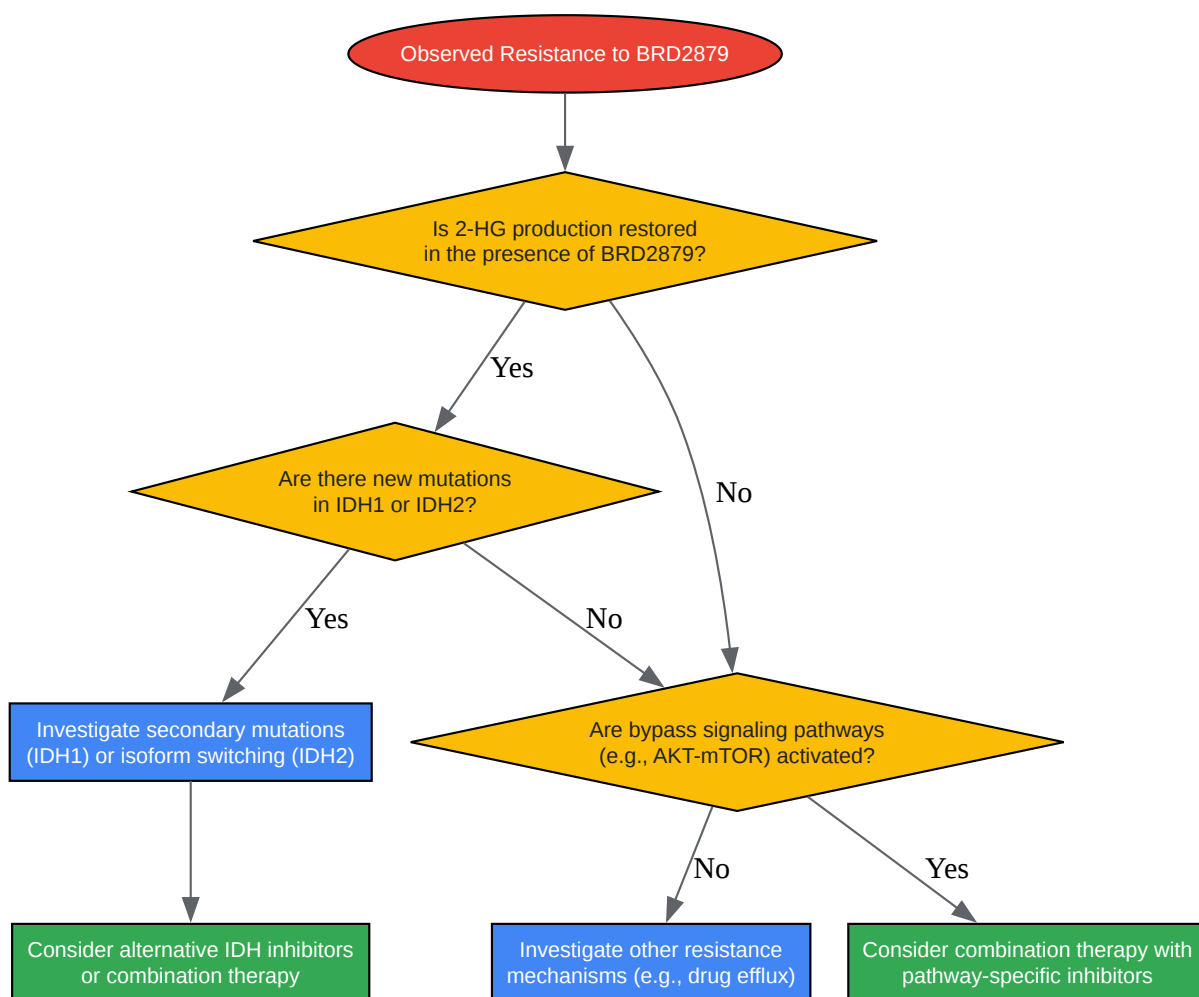 Observed Resistance to BRD2879
Is 2-HG production restored
in the presence of BRD2879?
Yes
No
Are there new mutations
in IDH1 or IDH2?
Yes
No
Investigate secondary mutations
(IDH1) or isoform switching (IDH2)
Are bypass signaling pathways
(e.g., AKT-mTOR) activated?
No
Yes
Consider alternative IDH inhibitors
or combination therapy
Investigate other resistance
mechanisms (e.g., drug efflux)
Consider combination therapy with
pathway-specific inhibitors